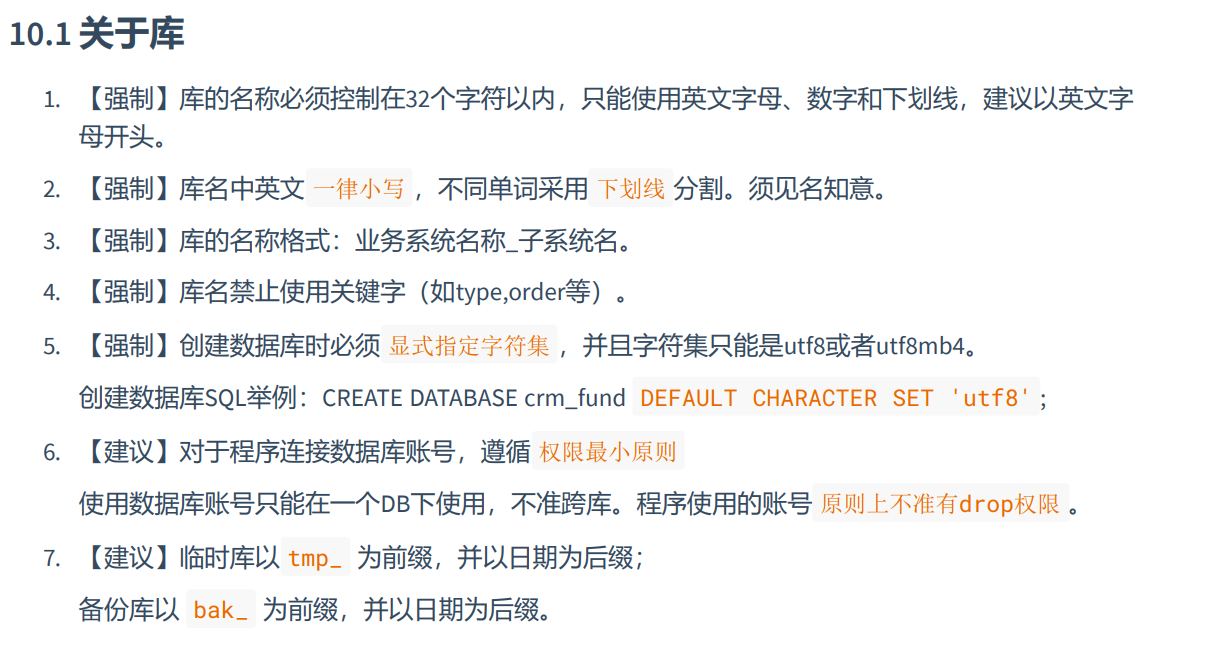 10.1 关于库
1. 【强制】库的名称必须控制在32个字符以内，只能使用英文字母、数字和下划线，建议以英文字
母开头。
2. 【强制】库名中英文 一律小写 ，不同单词采用 下划线 分割。须见名知意。
3. 【强制】库的名称格式：业务系统名称_子系统名。
4. 【强制】库名禁止使用关键字（如type,order等）。
5. 【强制】创建数据库时必须 显式指定字符集 ，并且字符集只能是utf8或者utf8mb4。
创建数据库SQL举例：CREATE DATABASE crm_fund DEFAULT CHARACTER SET 'utf8' ;
6. 【建议】对于程序连接数据库账号，遵循 权限最小原则
使用数据库账号只能在一个DB下使用，不准跨库。程序使用的账号 原则上不准有drop权限 。
7. 【建议】临时库以 tmp_ 为前缀，并以日期为后缀；
备份库以 bak_ 为前缀，并以日期为后缀。